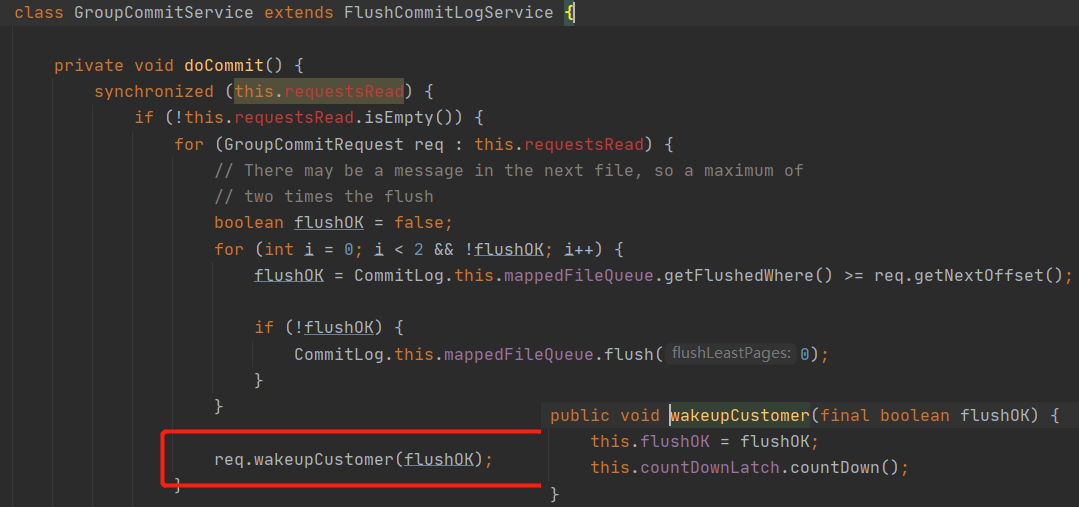 class GroupCommitService extends FlushCommitLogService {
private void doCommit() {
synchronized (this.requestsRead) {
if (!this.requestsRead.isEmpty()) {
for (GroupCommitRequest req : this.requestsRead) {
// There may be a message in the next file, so a maximum of
// two times the flush
boolean flushOK = false;
for (int i = 0; i < 2 && !flushOK; i++) {
flushOK = CommitLog.this.mappedFileQueue.getFlushedWhere() >= req.getNextOffset();
if (!flushOK) {
CommitLog.this.mappedFileQueue.flush( flushLeastPages: 0);
}
}
req.wakeupCustomer(flushOK);
}
public void wakeupCustomer(final boolean flushOK) {
this.flushOK = flushOK;
this.countDownLatch.countDown();
}